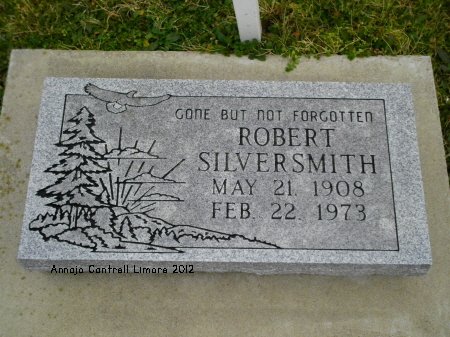 GONE BUT NOT FORGOTTEN
ROBERT
SILVERSMITH
MAY 21, 1908
FEB. 22, 1973
Annajo Cantrell Limore 2012